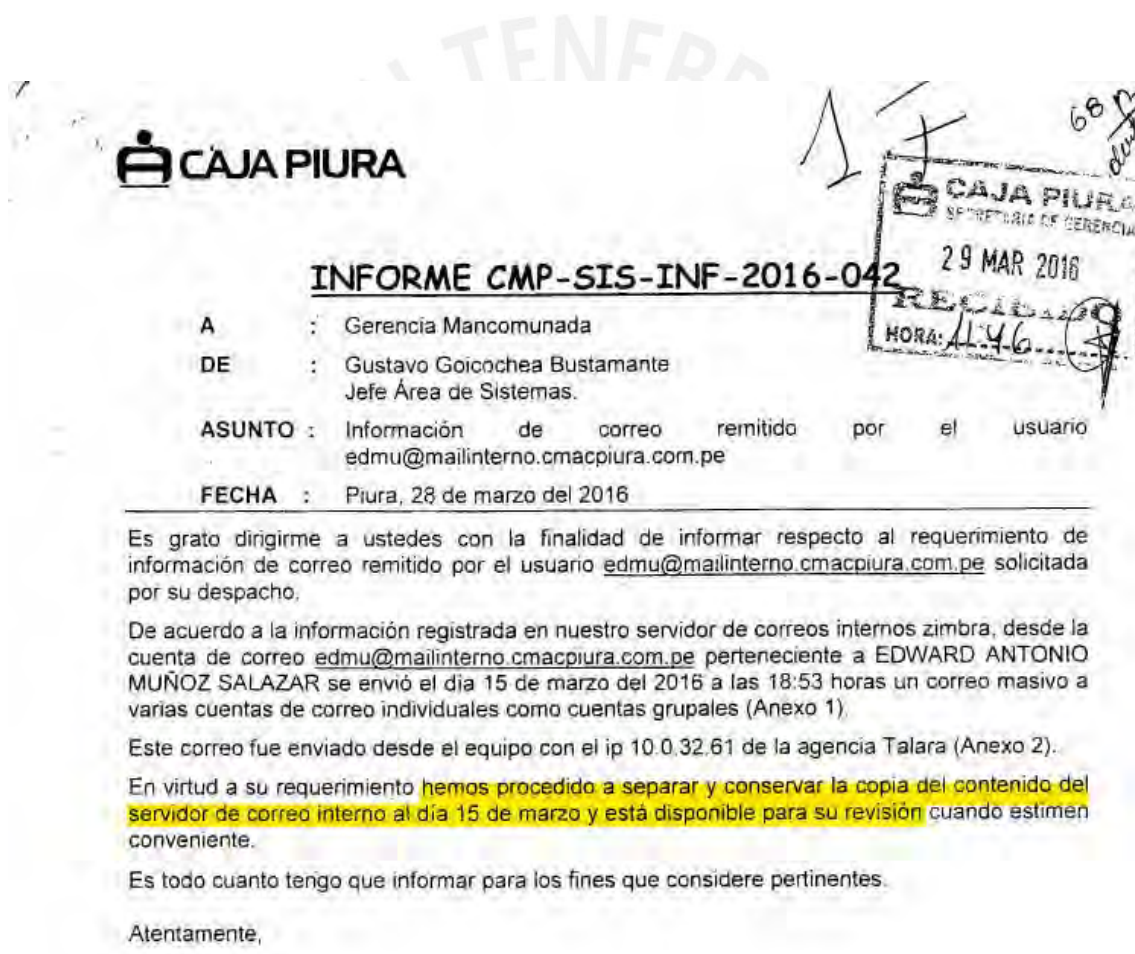 TENEBR
CAJA PIURA
68
CAJA PIURA
SECRETARIA DE GERENCIA
29 MAR 2016
RECIBIDO
HORA: 11:46
INFORME CMP-SIS-INF-2016-042
A : Gerencia Mancomunada
DE : Gustavo Goicochea Bustamante
Jefe Área de Sistemas.
ASUNTO : Información de correo remitido por el usuario
edmu@mailinterno.cmacpiura.com.pe
FECHA : Piura, 28 de marzo del 2016
Es grato dirigirme a ustedes con la finalidad de informar respecto al requerimiento de
información de correo remitido por el usuario edmu@mailinterno.cmacpiura.com.pe solicitada
por su despacho.
De acuerdo a la información registrada en nuestro servidor de correos internos zimbra, desde la
cuenta de correo edmu@mailinterno.cmacpiura.com.pe perteneciente a EDWARD ANTONIO
MUÑOZ SALAZAR se envió el día 15 de marzo del 2016 a las 18:53 horas un correo masivo a
varias cuentas de correo individuales como cuentas grupales (Anexo 1).
Este correo fue enviado desde el equipo con el ip 10.0.32.61 de la agencia Talara (Anexo 2).
En virtud a su requerimiento hemos procedido a separar y conservar la copia del contenido del
servidor de correo interno al día 15 de marzo y está disponible para su revisión cuando estimen
conveniente.
Es todo cuanto tengo que informar para los fines que considere pertinentes.
Atentamente,